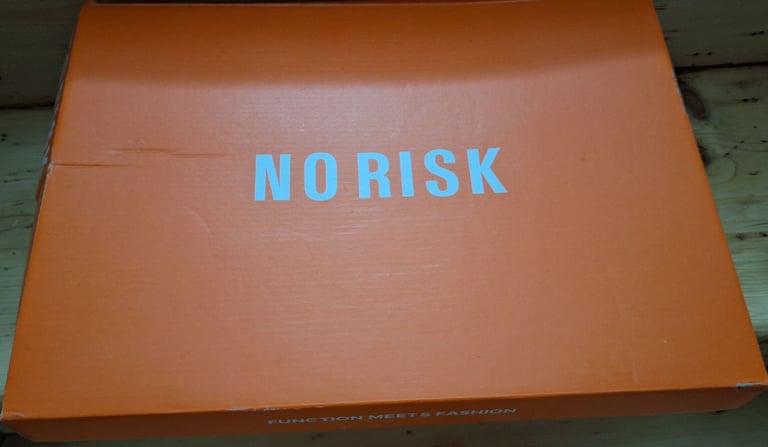 NO RISK
FUNCTION MEETS FASHION